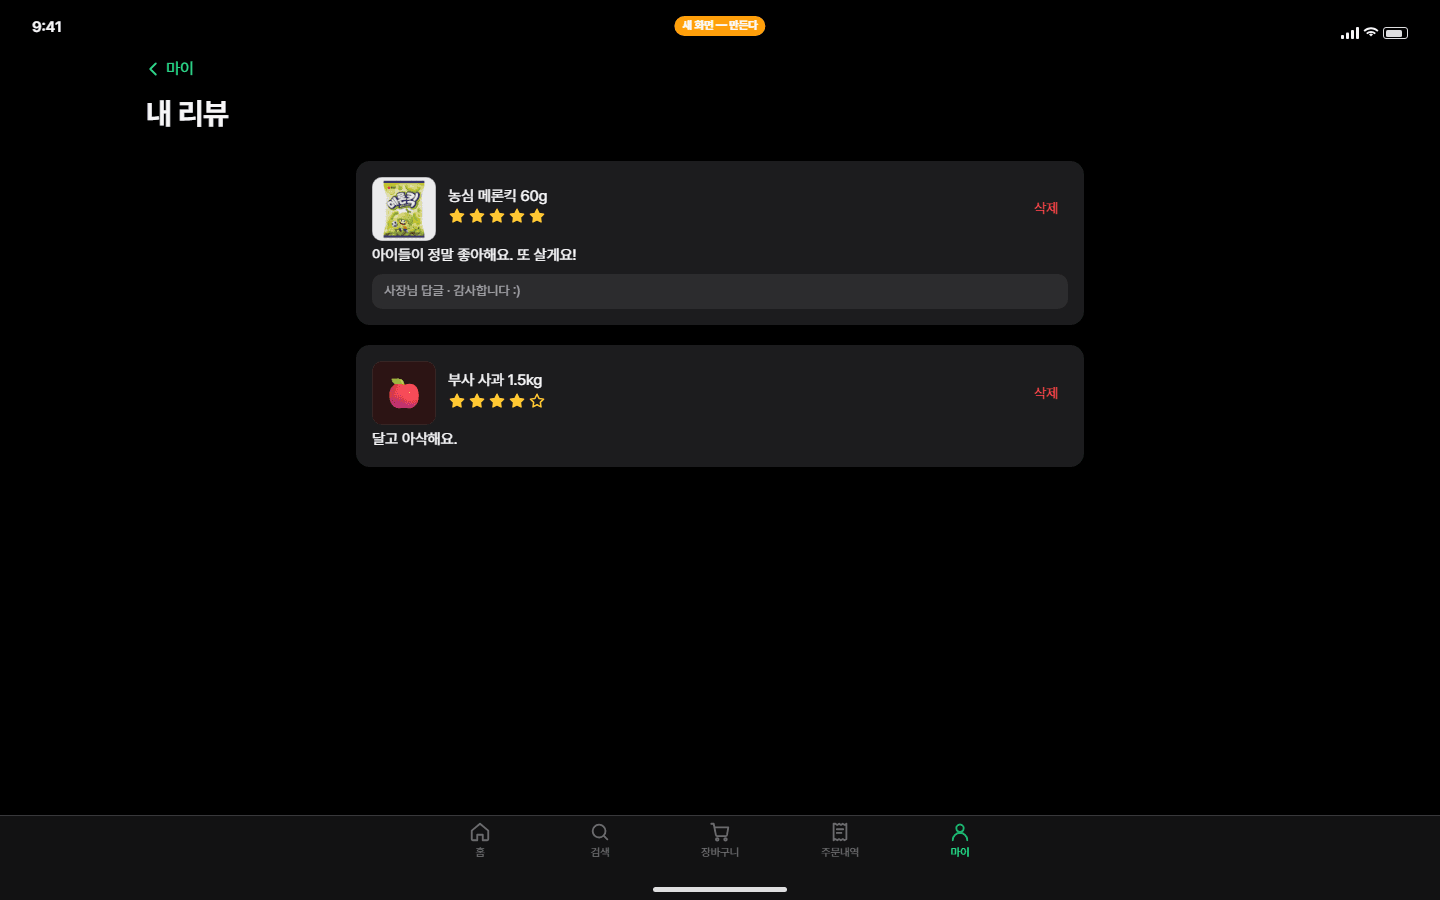 9:41
새 화면 — 만든다
마이
내 리뷰
메론킥
농심 메론킥 60g
삭제
아이들이 정말 좋아해요. 또 살게요!
사장님 답글 · 감사합니다 :)
부사 사과 1.5kg
삭제
달고 아삭해요.
홈
검색
장바구니
주문내역
마이